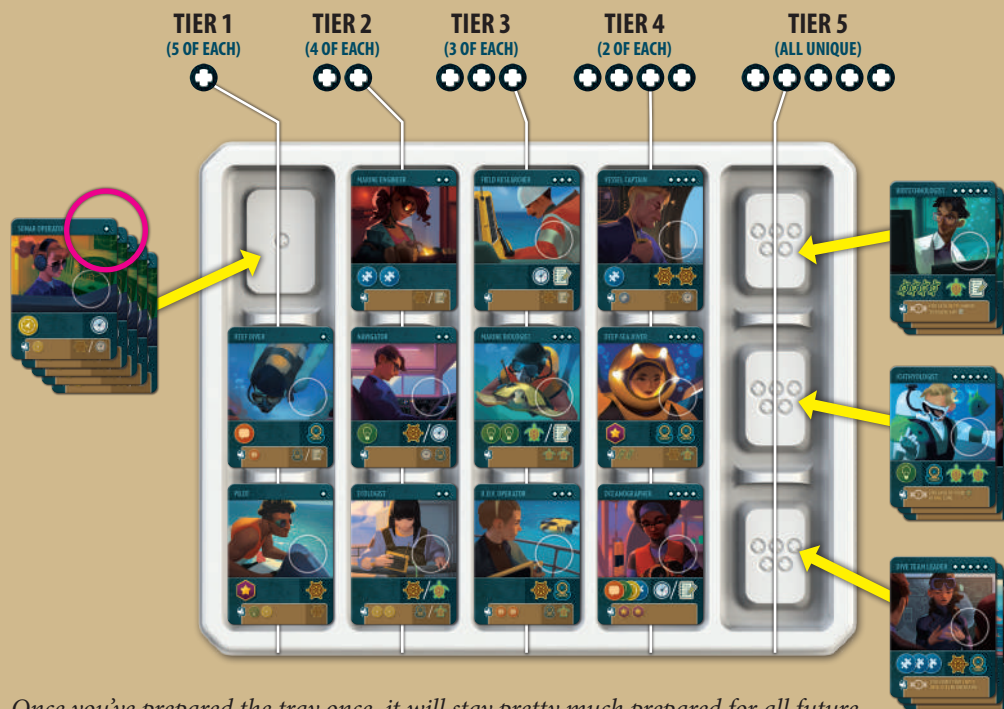 TIER 1
(5 OF EACH)
TIER 2
(4 OF EACH)
TIER 3
(3 OF EACH)
TIER 4
(2 OF EACH)
TIER 5
(ALL UNIQUE)
MARINE ENGINEER
FIELD RESEARCHER
VESSEL CAPTAIN
BIOTECHNOLOGIST
SONAR OPERATOR
REEF DIVER
NAVIGATOR
MARINE BIOLOGIST
DEEP SEA DIVER
ICHTHYOLOGIST
PILOT
R.O.V. OPERATOR
OCEANOGRAPHER
DIVE TEAM LEADER
Once you've prepared the tray once, it will stay pretty much prepared for all future